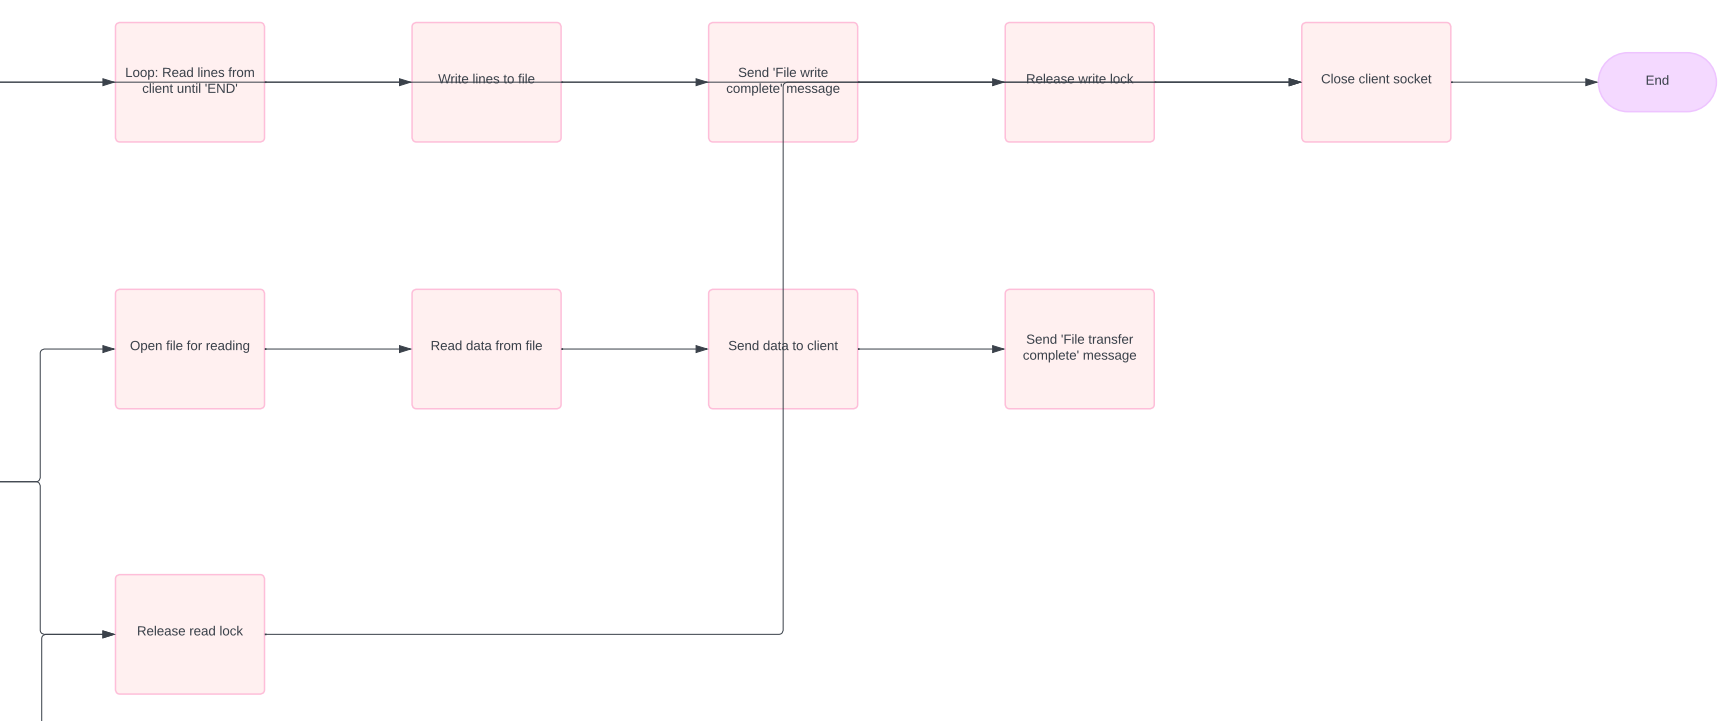 Loop: Read lines from
client until 'END'
Write lines to file
Send 'File write
complete' message
Release write lock
Close client socket
End
Open file for reading
Read data from file
Send data to client
Send 'File transfer
complete' message
Release read lock